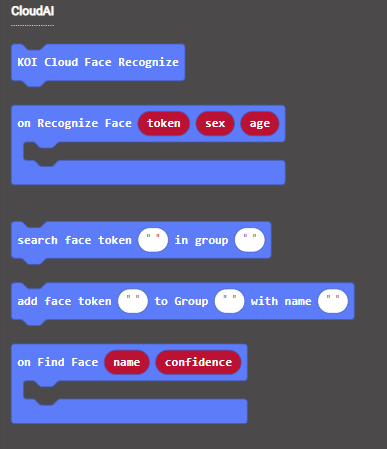 CloudAI
KOI Cloud Face Recognize
on Recognize Face token sex age
search face token " " in group " "
add face token " " to Group " " with name " "
on Find Face name confidence